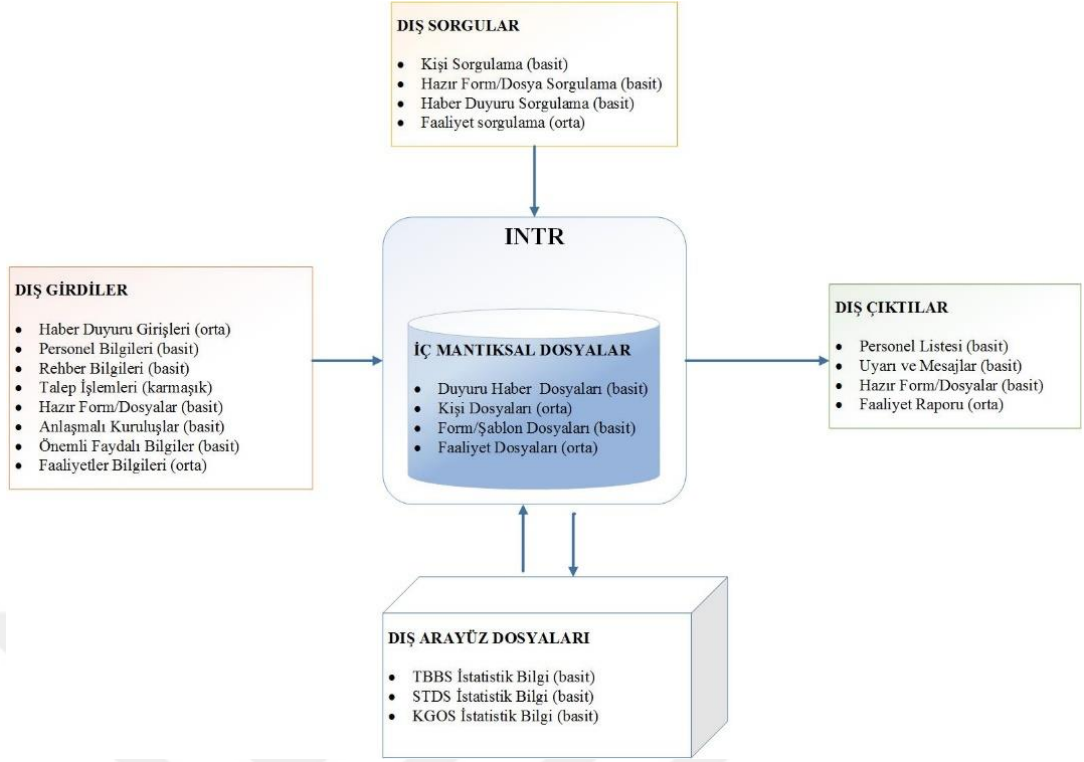 DIŞ SORGULAR
• Kişi Sorgulama (basit)
• Hazır Form/Dosya Sorgulama (basit)
• Haber Duyuru Sorgulama (basit)
• Faaliyet sorgulama (orta)
INTR
DIŞ GİRDİLER
• Haber Duyuru Girişleri (orta)
• Personel Bilgileri (basit)
• Rehber Bilgileri (basit)
• Talep İşlemleri (karmaşık)
• Hazır Form/Dosyalar (basit)
• Anlaşmalı Kuruluşlar (basit)
• Önemli Faydalı Bilgiler (basit)
• Faaliyetler Bilgileri (orta)
İÇ MANTIKSAL DOSYALAR
• Duyuru Haber Dosyaları (basit)
• Kişi Dosyaları (orta)
• Form/Şablon Dosyaları (basit)
• Faaliyet Dosyaları (orta)
DIŞ ÇIKTILAR
• Personel Listesi (basit)
• Uyarı ve Mesajlar (basit)
• Hazır Form/Dosyalar (basit)
• Faaliyet Raporu (orta)
DIŞ ARAYÜZ DOSYALARI
• TBBS İstatistik Bilgi (basit)
• STDS İstatistik Bilgi (basit)
• KGOS İstatistik Bilgi (basit)